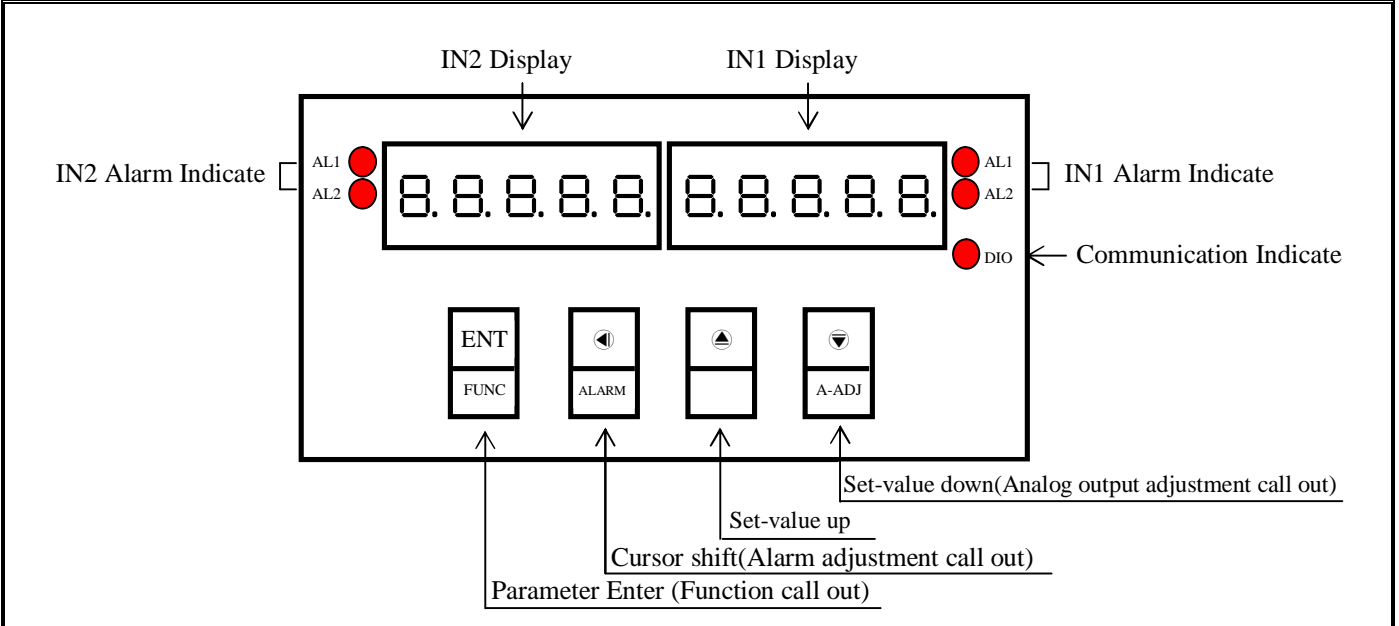 IN2 Display IN1 Display
IN2 Alarm Indicate AL1 AL1 IN1 Alarm Indicate
AL2 8.8.8.8.8. 8.8.8.8.8. AL2
DIO Communication Indicate
ENT
FUNC ALARM A-ADJ
Set-value down(Analog output adjustment call out)
Set-value up
Cursor shift(Alarm adjustment call out)
Parameter Enter (Function call out)